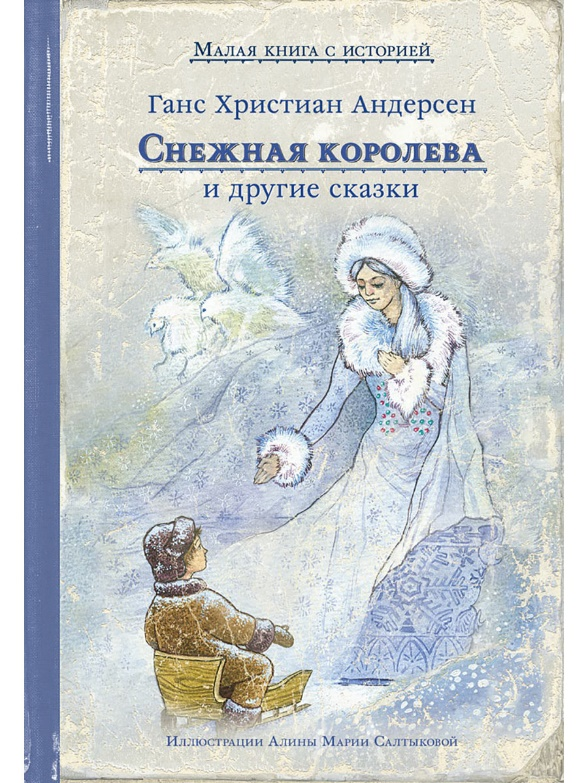 Малая книга с историей
Ганс Христиан Андерсен
Снежная королева
и другие сказки
Иллюстрации Алины Марии Салтыковой